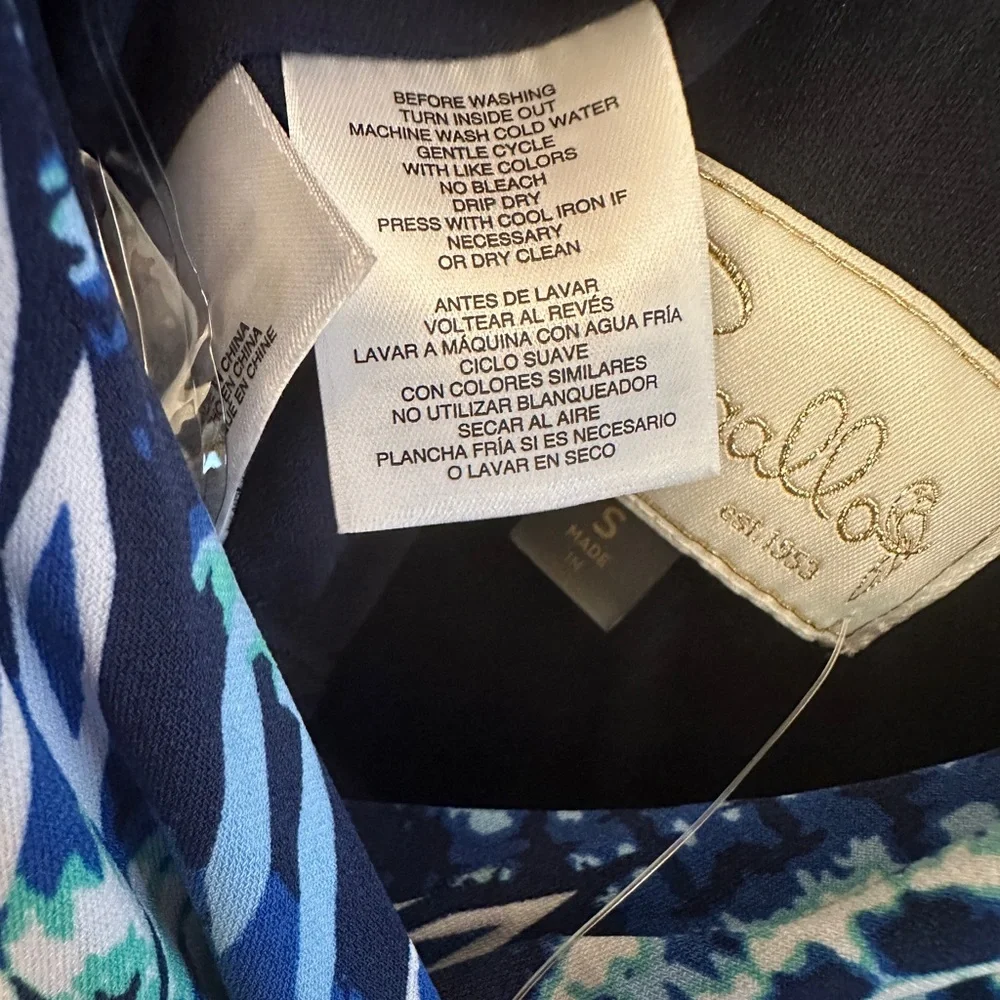 BEFORE WASHING
TURN INSIDE OUT
MACHINE WASH COLD WATER
GENTLE CYCLE
WITH LIKE COLORS
NO BLEACH
DRIP DRY
PRESS WITH COOL IRON IF
NECESSARY
OR DRY CLEAN
ANTES DE LAVAR
VOLTEAR AL REVÉS
LAVAR A MÁQUINA CON AGUA FRÍA
CICLO SUAVE
CON COLORES SIMILARES
NO UTILIZAR BLANQUEADOR
SECAR AL AIRE
PLANCHA FRÍA SI ES NECESARIO
O LAVAR EN SECO
CHINA
EN CHINA
EN CHINE
est. 1953
S
MADE
IN